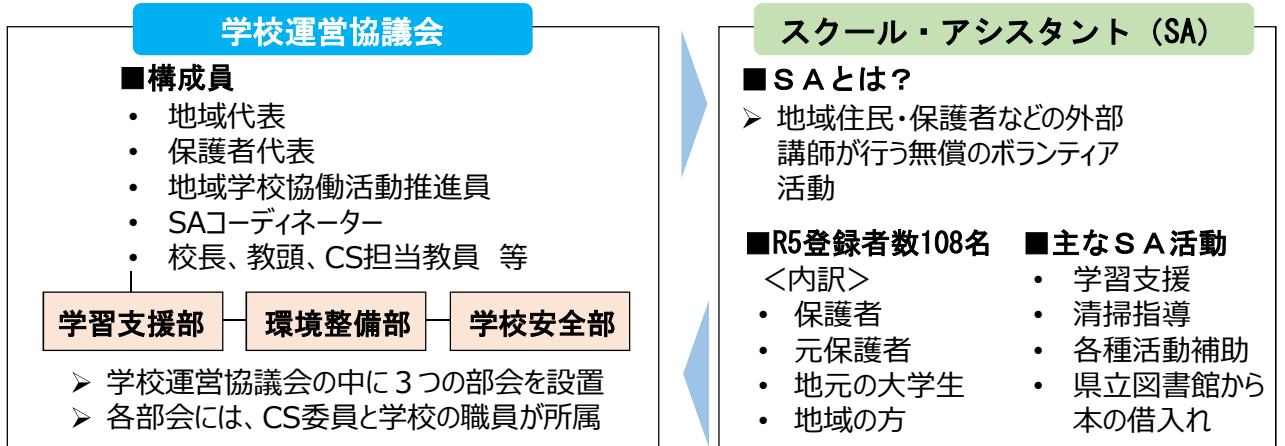 学校運営協議会
■構成員
• 地域代表
• 保護者代表
• 地域学校協働活動推進員
• SAコーディネーター
• 校長、教頭、CS担当教員 等
学習支援部
環境整備部
学校安全部
➢ 学校運営協議会の中に３つの部会を設置
➢ 各部会には、CS委員と学校の職員が所属
スクール・アシスタント（SA）
■ＳＡとは？
➢ 地域住民・保護者などの外部
講師が行う無償のボランティア
活動
■R5登録者数108名
＜内訳＞
• 保護者
• 元保護者
• 地元の大学生
• 地域の方
■主なＳＡ活動
• 学習支援
• 清掃指導
• 各種活動補助
• 県立図書館から
本の借入れ